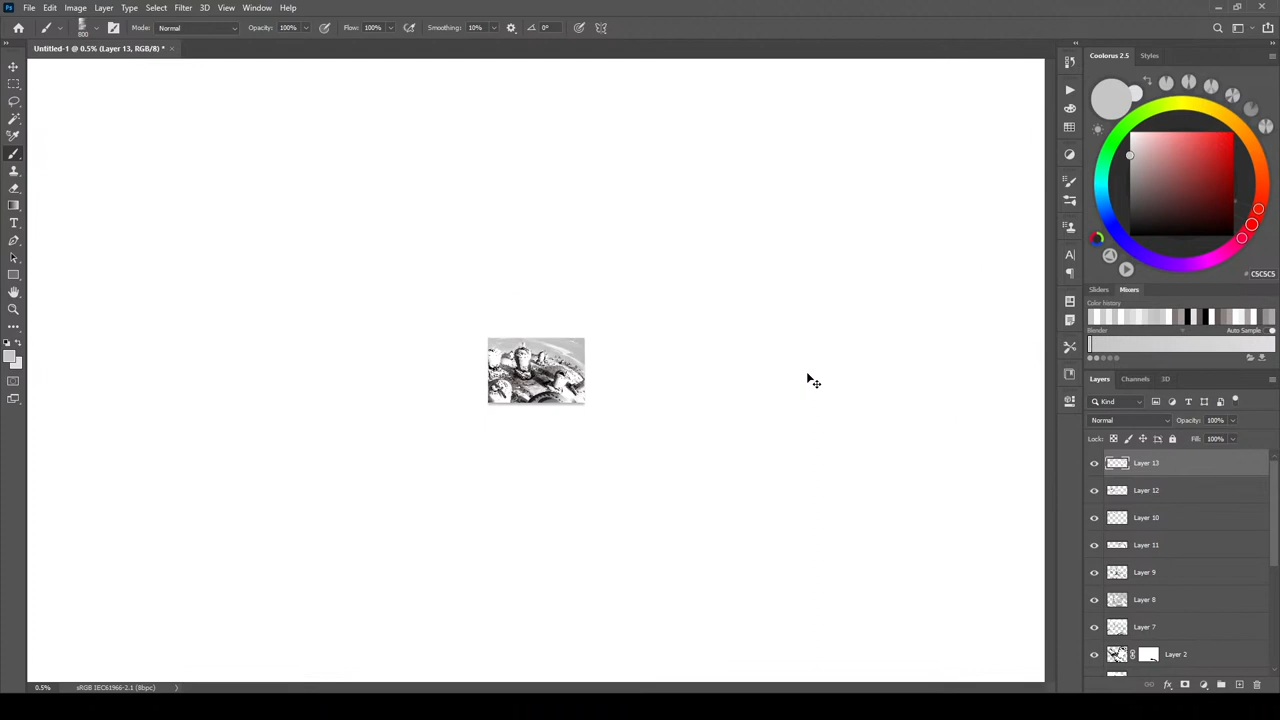 Ps File Edit Image Layer Type Select Filter 3D View Window Help
800 Mode: Normal Opacity: 100% Flow: 100% Smoothing: 10% 0°
Untitled-1 @ 0.5% (Layer 13, RGB/8) *
Coolorus 2.5 Styles
C5C5C5
Sliders Mixers
Color history
Blender Auto Sample
Layers Channels 3D
Kind
Normal Opacity: 100%
Lock: Fill: 100%
Layer 13
Layer 12
Layer 10
Layer 11
Layer 9
Layer 8
Layer 7
Layer 2
0.5% sRGB IEC61966-2.1 (8bpc)